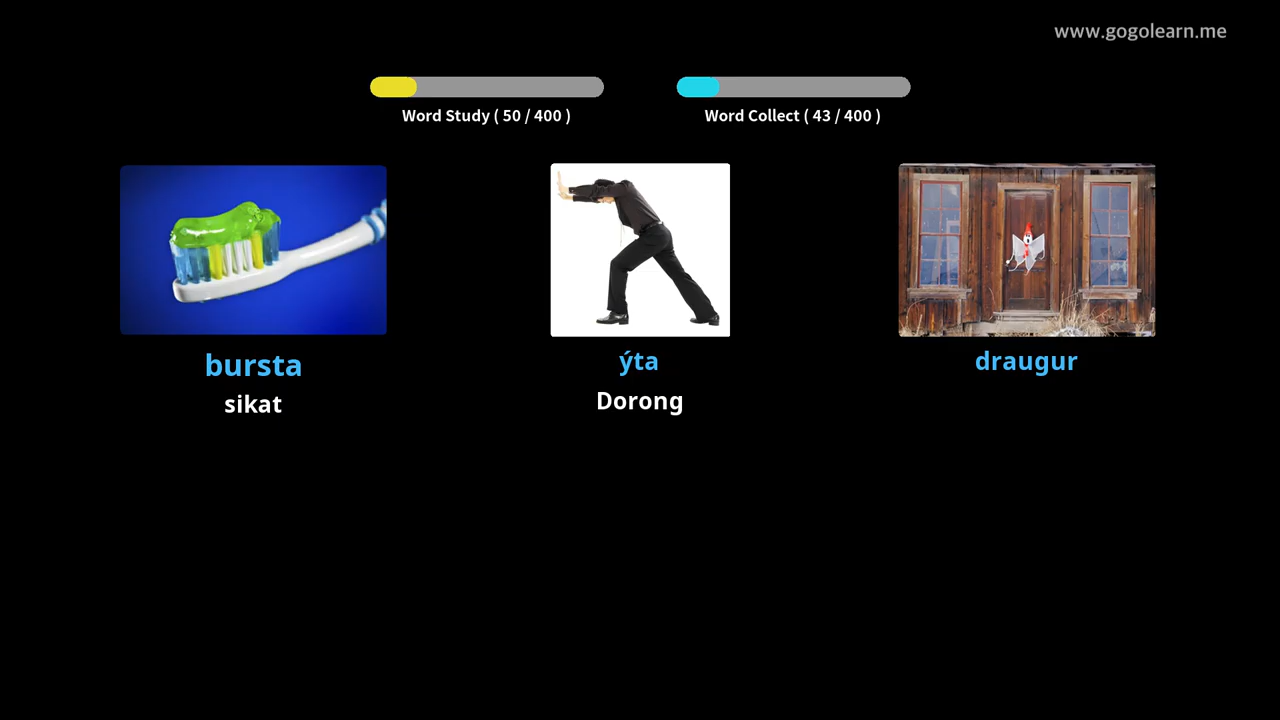 www.gogolearn.me
Word Study ( 50 / 400 )
Word Collect ( 43 / 400 )
bursta
sikat
ýta
Dorong
draugur